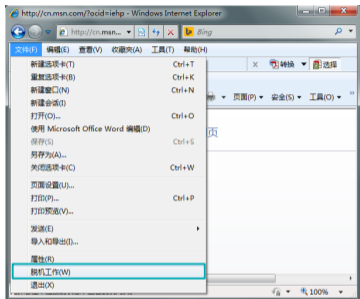 http://cn.msn.com/?ocid=iehp - Windows Internet Explorer
http://cn.msn... Bing
文件(F) 编辑(E) 查看(V) 收藏夹(A) 工具(T) 帮助(H)
新建选项卡(T) Ctrl+T
重复选项卡(B) Ctrl+K
新建窗口(N) Ctrl+N
新建会话(I)
打开(O)... Ctrl+O
使用 Microsoft Office Word 编辑(D)
保存(S) Ctrl+S
另存为(A)...
关闭选项卡(C) Ctrl+W
页面设置(U)...
打印(P)... Ctrl+P
打印预览(V)...
发送(E)
导入和导出(I)...
属性(R)
脱机工作(W)
退出(X)
x 转换 选择
页面(P) 安全(S) 工具(O) »
页
100%